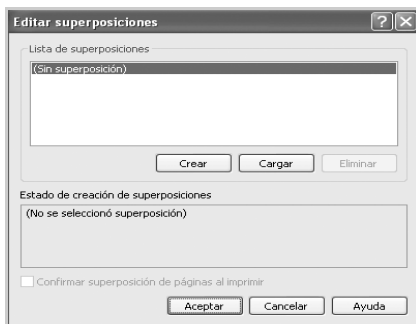 Editar superposiciones
Lista de superposiciones
(Sin superposición)
Crear
Cargar
Eliminar
Estado de creación de superposiciones
(No se seleccionó superposición)
Confirmar superposición de páginas al imprimir
Aceptar
Cancelar
Ayuda